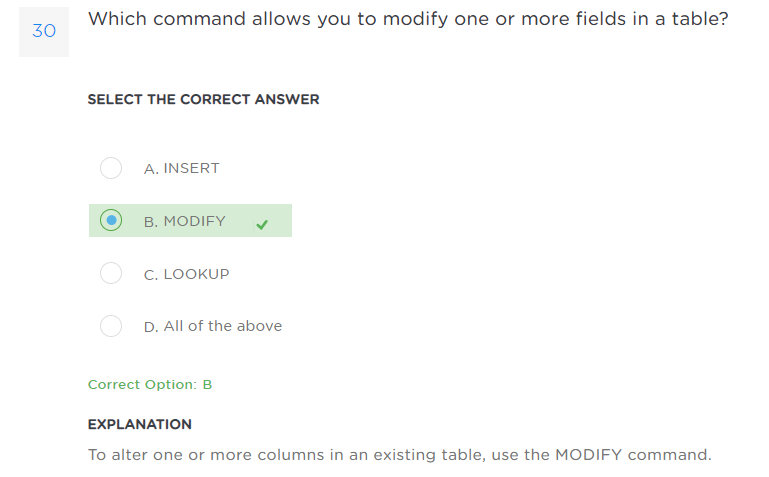 30
Which command allows you to modify one or more fields in a table?
SELECT THE CORRECT ANSWER
A. INSERT
B. MODIFY
C. LOOKUP
D. All of the above
Correct Option: B
EXPLANATION
To alter one or more columns in an existing table, use the MODIFY command.